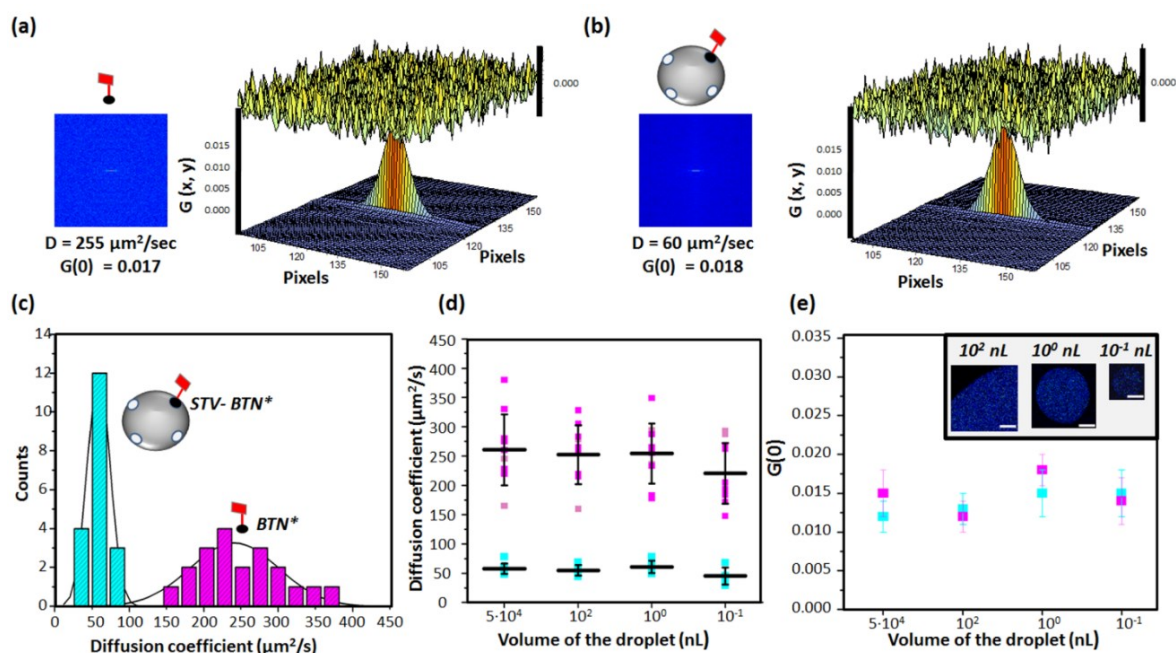 (a)
0.000
G (x, y)
0.015
0.010
0.005
0.000
105
120
135
150
Pixels
150
135
120
105
Pixels
D = 255 µm²/sec
G(0) = 0.017
(b)
0.000
G (x, y)
0.015
0.010
0.005
0.000
105
120
135
150
Pixels
150
135
120
105
Pixels
D = 60 µm²/sec
G(0) = 0.018
(c)
Counts
14
12
10
8
6
4
2
0
STV- BTN*
BTN*
0 50 100 150 200 250 300 350 400 450
Diffusion coefficient (µm²/s)
(d)
Diffusion coefficient (µm²/s)
450
400
350
300
250
200
150
100
50
0
5·10⁴ 10² 10⁰ 10⁻¹
Volume of the droplet (nL)
(e)
G(0)
0.035
0.030
0.025
0.020
0.015
0.010
0.005
0.000
10² nL 10⁰ nL 10⁻¹ nL
5·10⁴ 10² 10⁰ 10⁻¹
Volume of the droplet (nL)